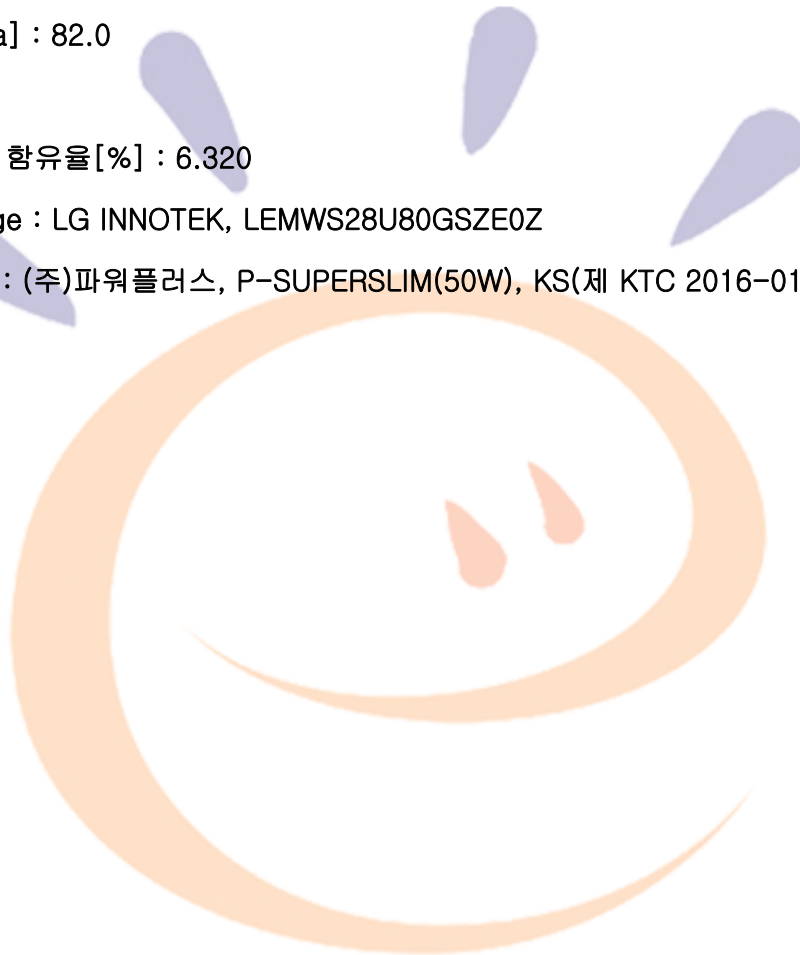 a] : 82.0
함유율[%] : 6.320
ge : LG INNOTEK, LEMWS28U80GSZE0Z
: (주)파워플러스, P-SUPERSLIM(50W), KS(제 KTC 2016-01